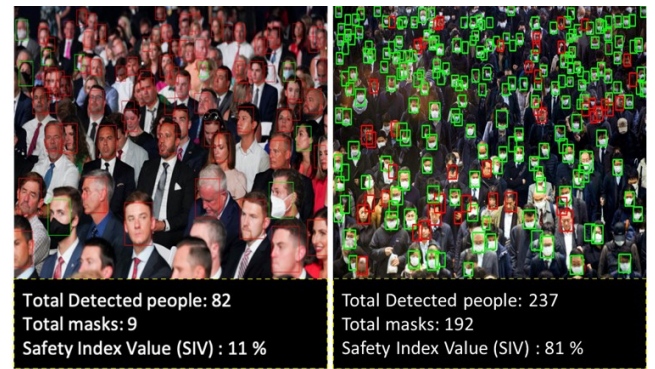 Total Detected people: 82
Total masks: 9
Safety Index Value (SIV) : 11 %
Total Detected people: 237
Total masks: 192
Safety Index Value (SIV) : 81 %